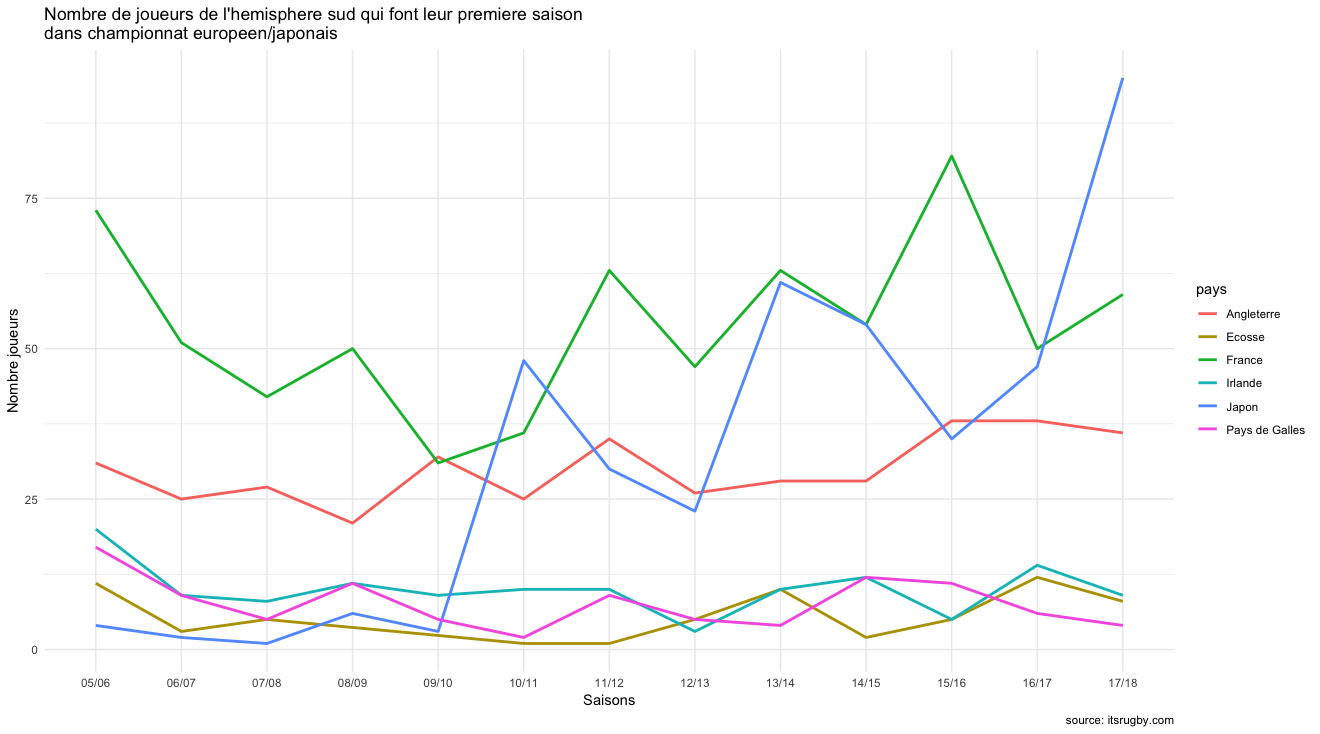 Nombre de joueurs de l'hemisphere sud qui font leur premiere saison
dans championnat europeen/japonais
Nombre joueurs
75
50
25
0
05/06 06/07 07/08 08/09 09/10 10/11 11/12 12/13 13/14 14/15 15/16 16/17 17/18
Saisons
pays
Angleterre
Ecosse
France
Irlande
Japon
Pays de Galles
source: itsrugby.com